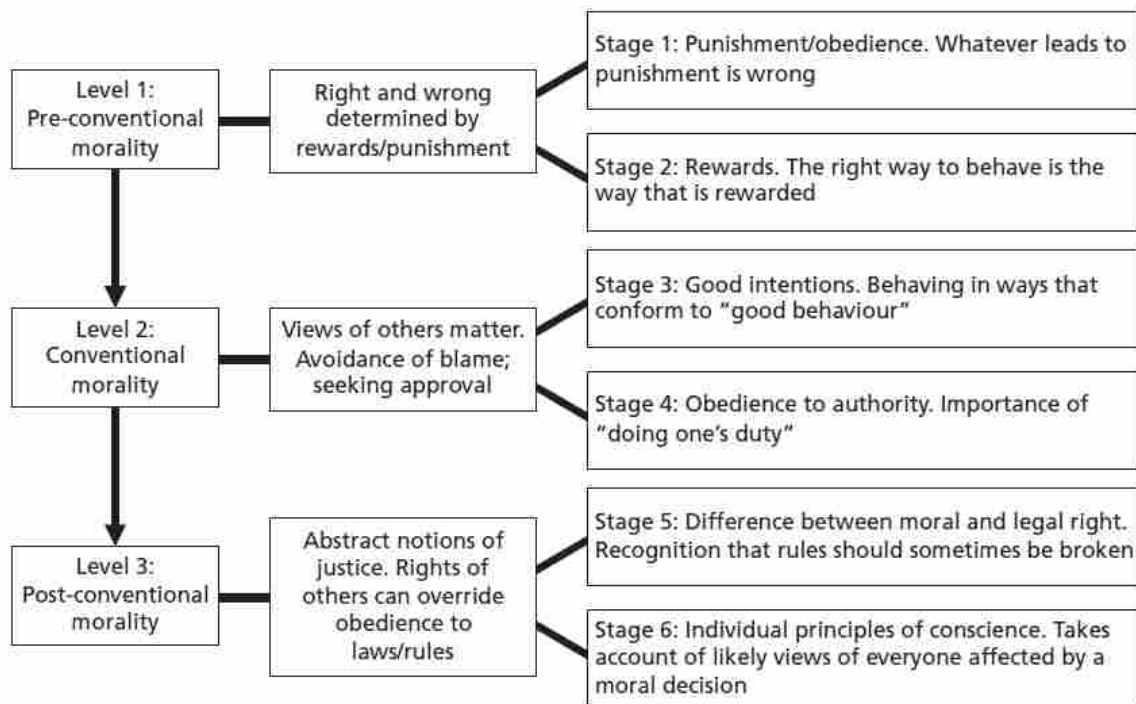 Level 1:
Pre-conventional
morality
Right and wrong
determined by
rewards/punishment
Stage 1: Punishment/obedience. Whatever leads to
punishment is wrong
Stage 2: Rewards. The right way to behave is the
way that is rewarded
Level 2:
Conventional
morality
Views of others matter.
Avoidance of blame;
seeking approval
Stage 3: Good intentions. Behaving in ways that
conform to “good behaviour”
Stage 4: Obedience to authority. Importance of
“doing one’s duty”
Level 3:
Post-conventional
morality
Abstract notions of
justice. Rights of
others can override
obedience to
laws/rules
Stage 5: Difference between moral and legal right.
Recognition that rules should sometimes be broken
Stage 6: Individual principles of conscience. Takes
account of likely views of everyone affected by a
moral decision